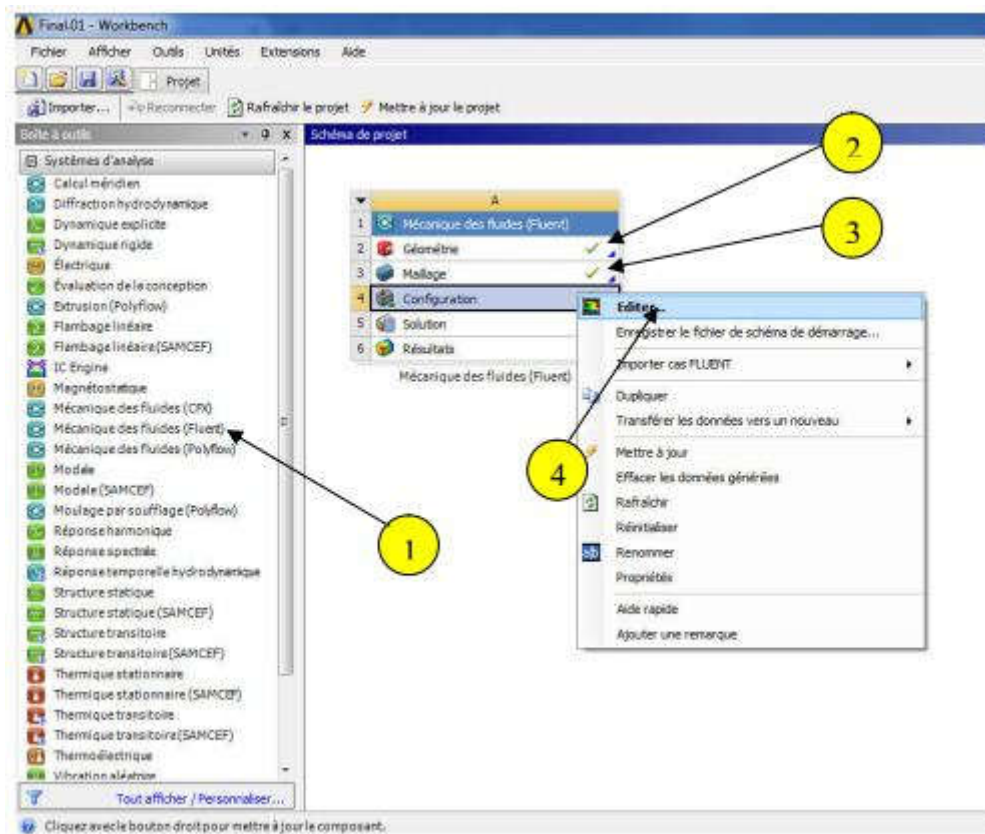 Final-01 - Workbench
Fichier Afficher Outils Unités Extensions Aide
Projet
Importer... Reconnecter Rafraîchir le projet Mettre à jour le projet
Boîte à outils
Schéma de projet
Systèmes d'analyse
Calcul méridien
Diffraction hydrodynamique
Dynamique explicite
Dynamique rigide
Électrique
Évaluation de la conception
Extrusion (Polyflow)
Flambage linéaire
Flambage linéaire (SAMCEF)
IC Engine
Magnétostatique
Mécanique des fluides (CFX)
Mécanique des fluides (Fluent)
Mécanique des fluides (Polyflow)
Modale
Modale (SAMCEF)
Moulage par soufflage (Polyflow)
Réponse harmonique
Réponse spectrale
Réponse temporelle hydrodynamique
Structure statique
Structure statique (SAMCEF)
Structure transitoire
Structure transitoire (SAMCEF)
Thermique stationnaire
Thermique stationnaire (SAMCEF)
Thermique transitoire
Thermique transitoire (SAMCEF)
Thermoélectrique
Vibration aléatoire
Tout afficher / Personnaliser...
A
1 Mécanique des fluides (Fluent)
2 Géométrie
3 Maillage
4 Configuration
5 Solution
6 Résultats
Mécanique des fluides (Fluent)
Editer...
Enregistrer le fichier de schéma de démarrage...
Importer cas FLUENT
Dupliquer
Transférer les données vers un nouveau
Mettre à jour
Effacer les données générées
Rafraîchir
Réinitialiser
ab Renommer
Propriétés
Aide rapide
Ajouter une remarque
2
3
4
1
Cliquez avec le bouton droit pour mettre à jour le composant.